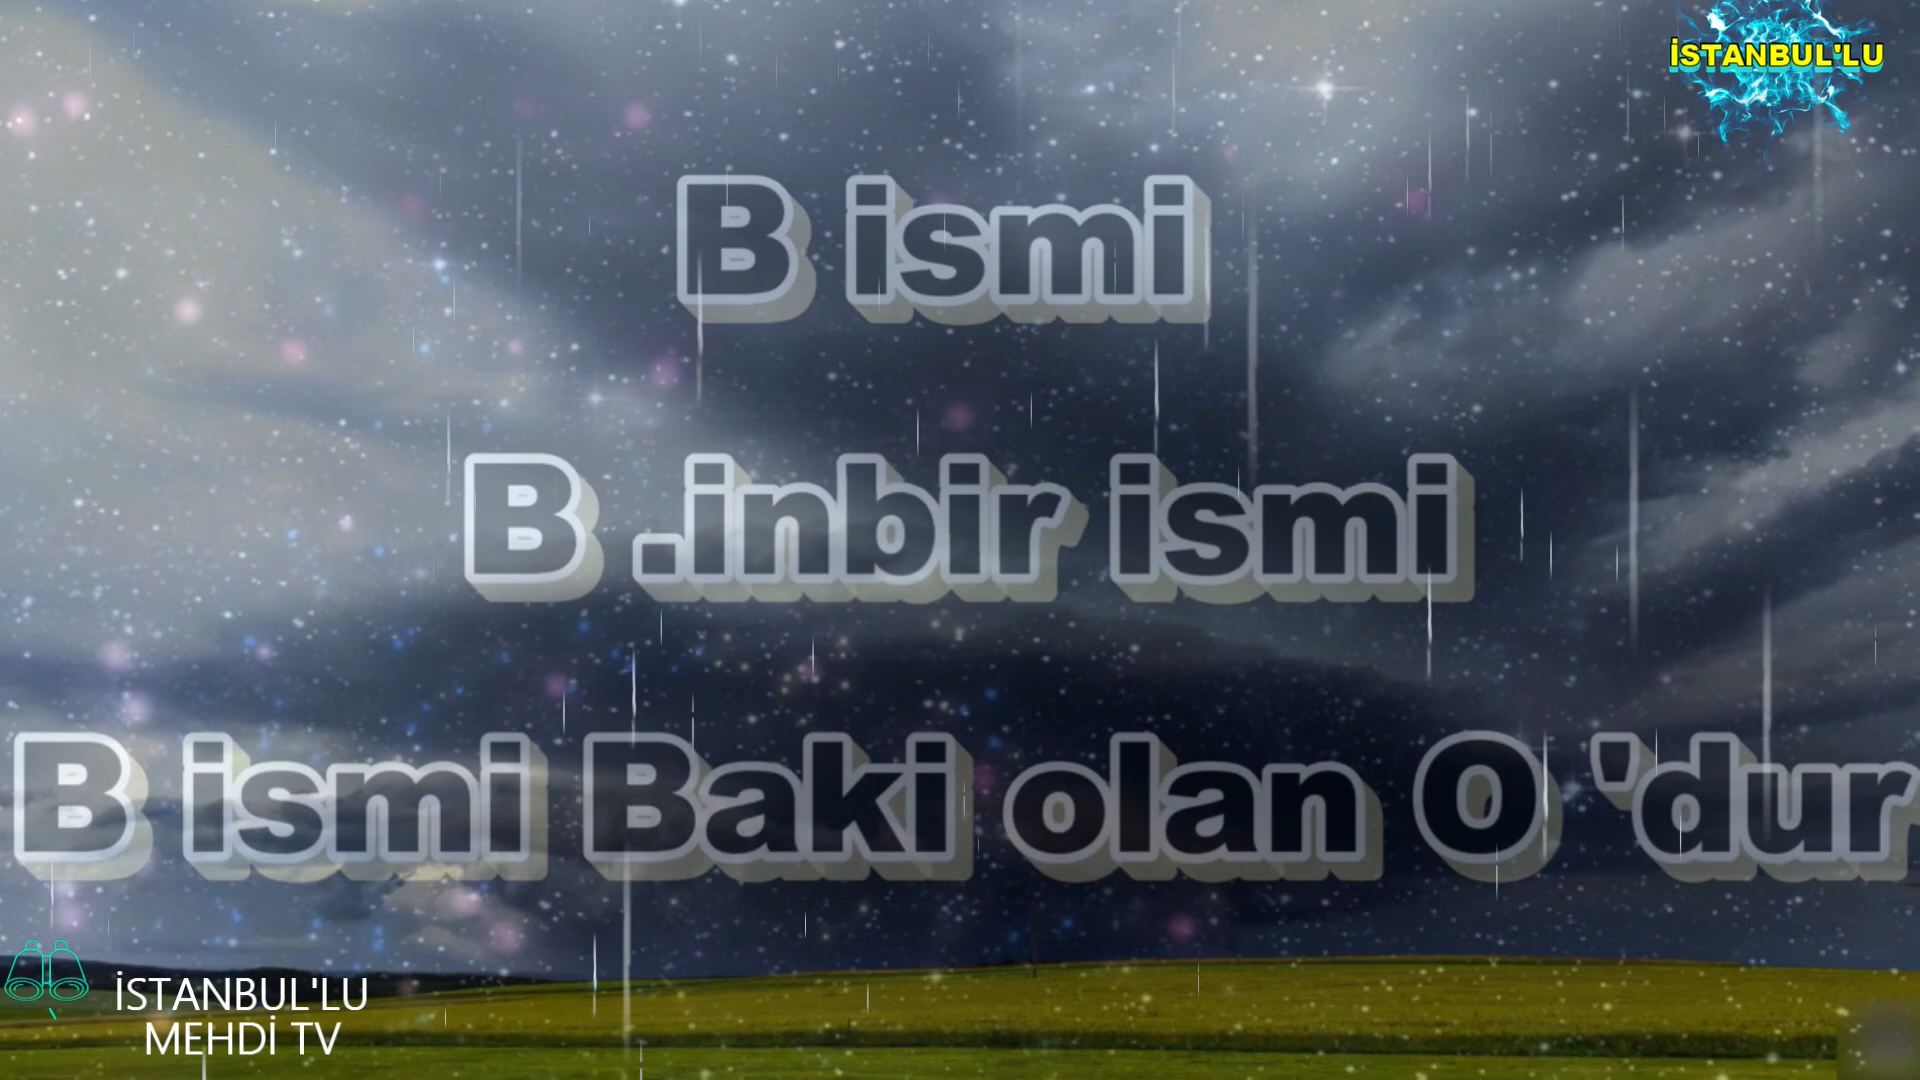 İSTANBUL'LU
B ismi
B .inbir ismi
B ismi Baki olan O 'dur
İSTANBUL'LU
MEHDİ TV